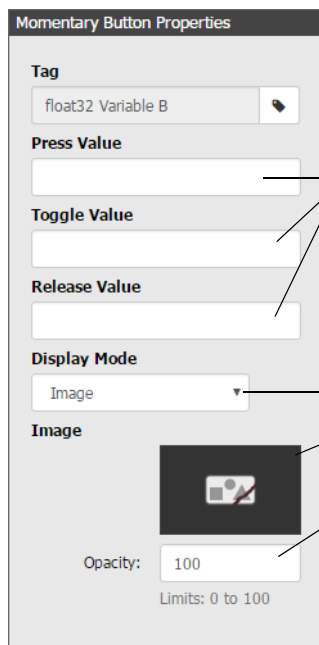 Momentary Button Properties
Tag
float32 Variable B
Press Value
Toggle Value
Release Value
Display Mode
Image
Image
Opacity: 100
Limits: 0 to 100